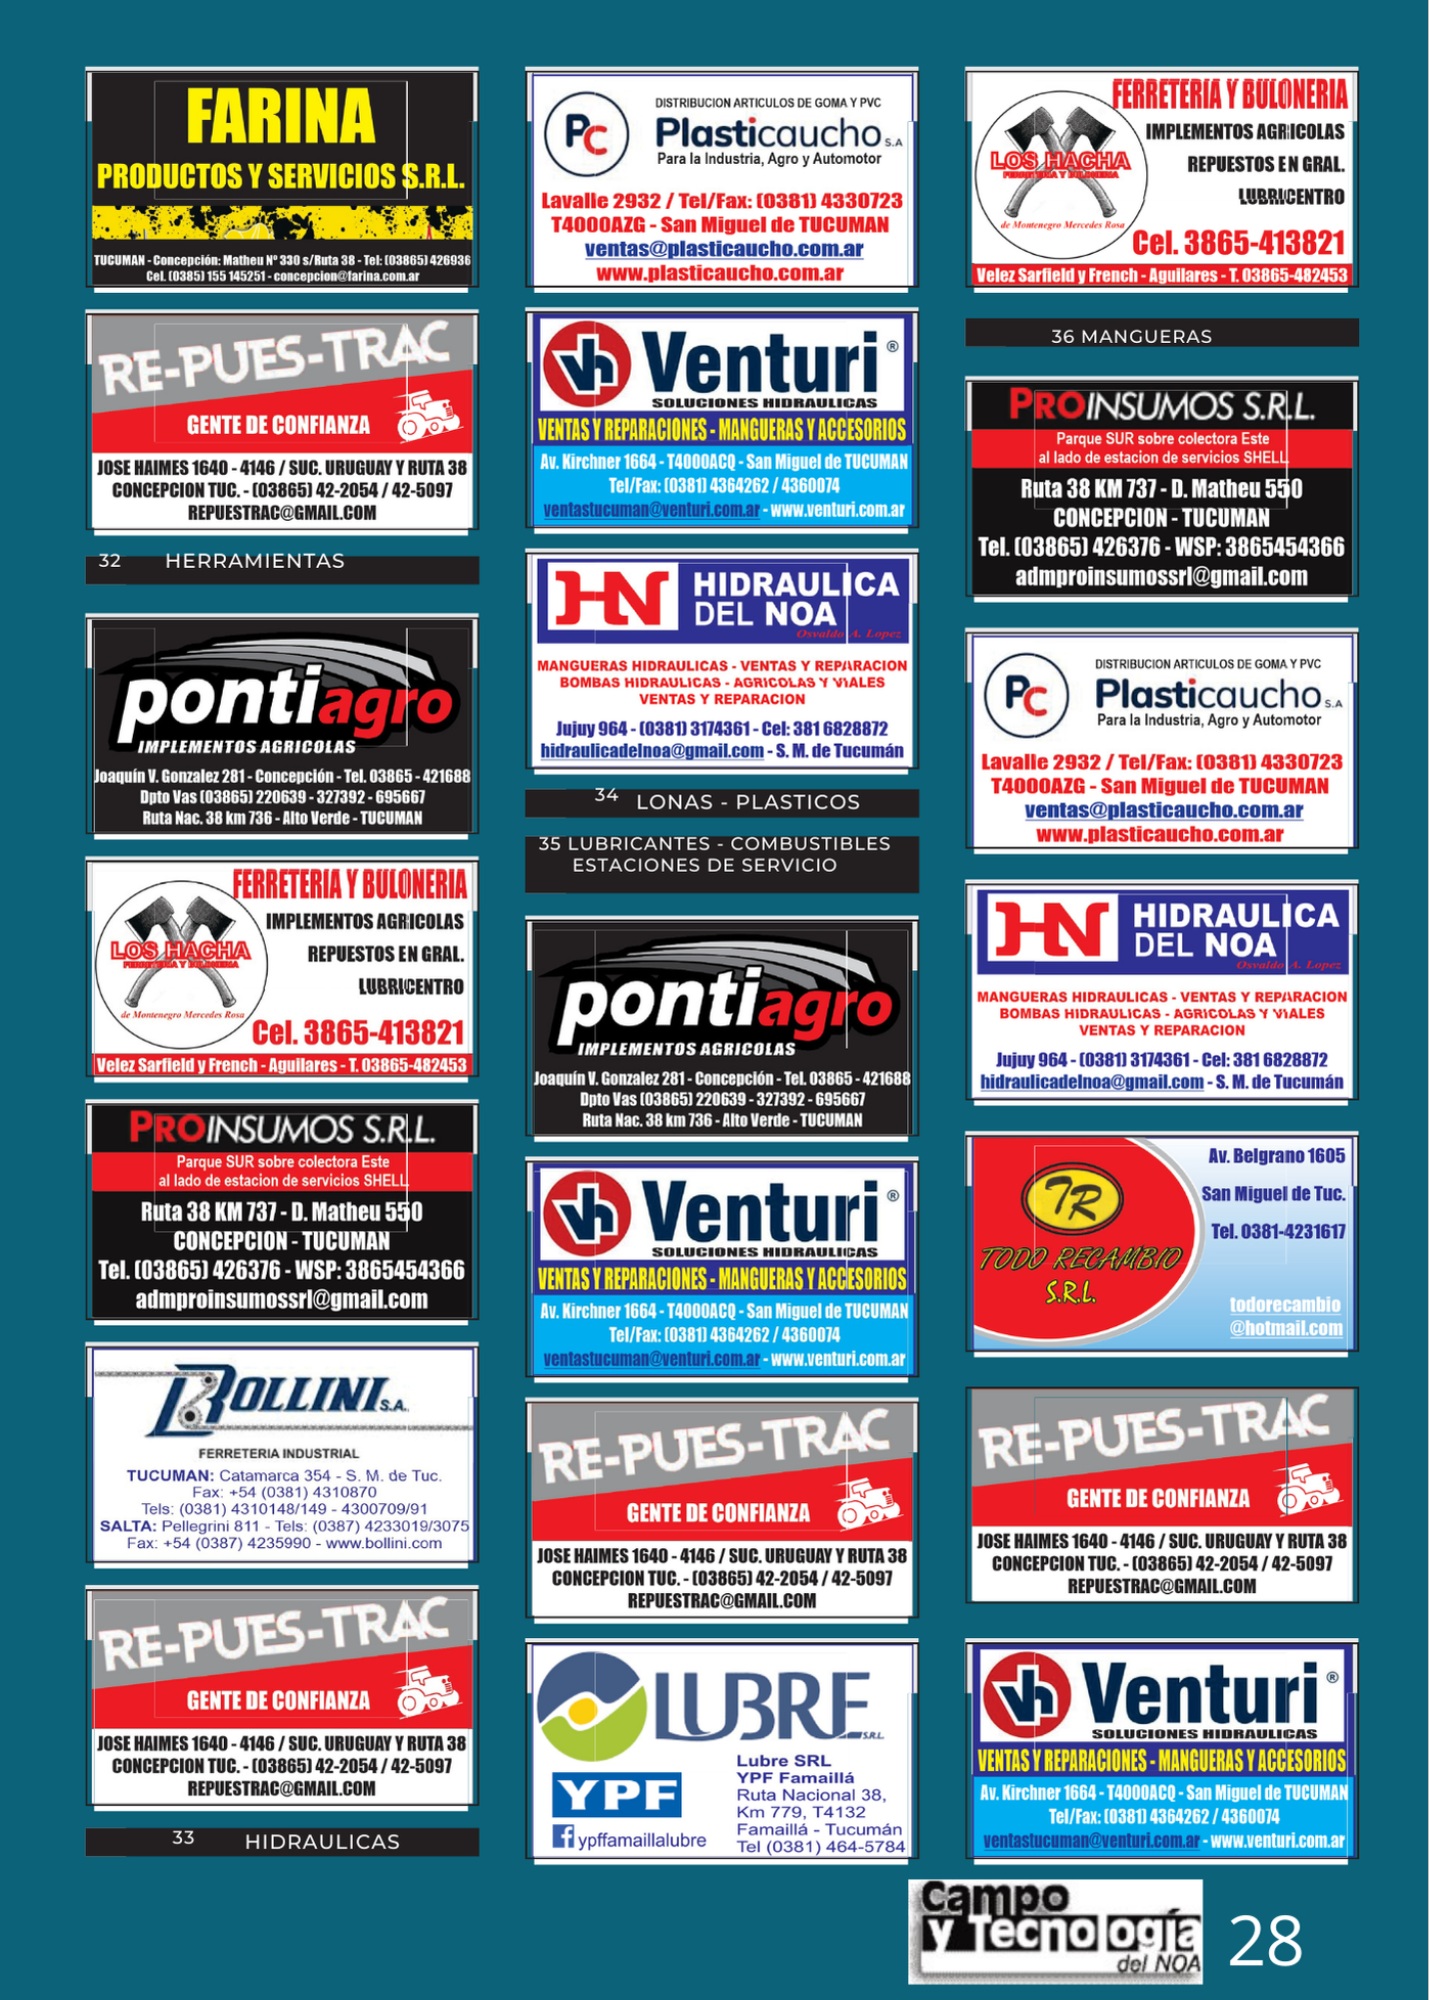 FARINA
PRODUCTOS Y SERVICIOS S.R.L.
TUCUMAN - Concepción: Matheu Nº 330 s/Ruta 38 - Tel: (03865) 426936
Cel. (0385) 155 145251 - concepcion@farina.com.ar
RE-PUES-TRAC
GENTE DE CONFIANZA
JOSE HAIMES 1640 - 4146 / SUC. URUGUAY Y RUTA 38
CONCEPCION TUC. - (03865) 42-2054 / 42-5097
REPUESTRAC@GMAIL.COM
32 HERRAMIENTAS
pontiagro
IMPLEMENTOS AGRICOLAS
Joaquín V. Gonzalez 281 - Concepción - Tel. 03865 - 421688
Dpto Vas (03865) 220639 - 327392 - 695667
Ruta Nac. 38 km 736 - Alto Verde - TUCUMAN
FERRETERIA Y BULONERIA
IMPLEMENTOS AGRICOLAS
REPUESTOS EN GRAL.
LUBRICENTRO
LOS HACHA
FERRETERIA Y BULONERIA
de Montenegro Mercedes Rosa
Cel. 3865-413821
Velez Sarfield y French - Aguilares - T. 03865-482453
PROINSUMOS S.R.L.
Parque SUR sobre colectora Este
al lado de estacion de servicios SHELL
Ruta 38 KM 737 - D. Matheu 550
CONCEPCION - TUCUMAN
Tel. (03865) 426376 - WSP: 3865454366
admproinsumossrl@gmail.com
BOLLINI S.A.
FERRETERIA INDUSTRIAL
TUCUMAN: Catamarca 354 - S. M. de Tuc.
Fax: +54 (0381) 4310870
Tels: (0381) 4310148/149 - 4300709/91
SALTA: Pellegrini 811 - Tels: (0387) 4233019/3075
Fax: +54 (0387) 4235990 - www.bollini.com
RE-PUES-TRAC
GENTE DE CONFIANZA
JOSE HAIMES 1640 - 4146 / SUC. URUGUAY Y RUTA 38
CONCEPCION TUC. - (03865) 42-2054 / 42-5097
REPUESTRAC@GMAIL.COM
33 HIDRAULICAS
DISTRIBUCION ARTICULOS DE GOMA Y PVC
PC Plasticaucho S.A
Para la Industria, Agro y Automotor
Lavalle 2932 / Tel/Fax: (0381) 4330723
T4000AZG - San Miguel de TUCUMAN
ventas@plasticaucho.com.ar
www.plasticaucho.com.ar
vh Venturi ®
SOLUCIONES HIDRAULICAS
VENTAS Y REPARACIONES - MANGUERAS Y ACCESORIOS
Av. Kirchner 1664 - T4000ACQ - San Miguel de TUCUMAN
Tel/Fax: (0381) 4364262 / 4360074
ventastucuman@venturi.com.ar - www.venturi.com.ar
HN HIDRAULICA
DEL NOA
Osvaldo A. Lopez
MANGUERAS HIDRAULICAS - VENTAS Y REPARACION
BOMBAS HIDRAULICAS - AGRICOLAS Y VIALES
VENTAS Y REPARACION
Jujuy 964 - (0381) 3174361 - Cel: 381 6828872
hidraulicadelnoa@gmail.com - S. M. de Tucumán
34 LONAS - PLASTICOS
35 LUBRICANTES - COMBUSTIBLES
ESTACIONES DE SERVICIO
pontiagro
IMPLEMENTOS AGRICOLAS
Joaquín V. Gonzalez 281 - Concepción - Tel. 03865 - 421688
Dpto Vas (03865) 220639 - 327392 - 695667
Ruta Nac. 38 km 736 - Alto Verde - TUCUMAN
vh Venturi ®
SOLUCIONES HIDRAULICAS
VENTAS Y REPARACIONES - MANGUERAS Y ACCESORIOS
Av. Kirchner 1664 - T4000ACQ - San Miguel de TUCUMAN
Tel/Fax: (0381) 4364262 / 4360074
ventastucuman@venturi.com.ar - www.venturi.com.ar
RE-PUES-TRAC
GENTE DE CONFIANZA
JOSE HAIMES 1640 - 4146 / SUC. URUGUAY Y RUTA 38
CONCEPCION TUC. - (03865) 42-2054 / 42-5097
REPUESTRAC@GMAIL.COM
LUBRE S.R.L.
YPF
f ypffamaillalubre
Lubre SRL
YPF Famaillá
Ruta Nacional 38,
Km 779, T4132
Famaillá - Tucumán
Tel (0381) 464-5784
FERRETERIA Y BULONERIA
IMPLEMENTOS AGRICOLAS
REPUESTOS EN GRAL.
LUBRICENTRO
LOS HACHA
FERRETERIA Y BULONERIA
de Montenegro Mercedes Rosa
Cel. 3865-413821
Velez Sarfield y French - Aguilares - T. 03865-482453
36 MANGUERAS
PROINSUMOS S.R.L.
Parque SUR sobre colectora Este
al lado de estacion de servicios SHELL
Ruta 38 KM 737 - D. Matheu 550
CONCEPCION - TUCUMAN
Tel. (03865) 426376 - WSP: 3865454366
admproinsumossrl@gmail.com
DISTRIBUCION ARTICULOS DE GOMA Y PVC
PC Plasticaucho S.A
Para la Industria, Agro y Automotor
Lavalle 2932 / Tel/Fax: (0381) 4330723
T4000AZG - San Miguel de TUCUMAN
ventas@plasticaucho.com.ar
www.plasticaucho.com.ar
HN HIDRAULICA
DEL NOA
Osvaldo A. Lopez
MANGUERAS HIDRAULICAS - VENTAS Y REPARACION
BOMBAS HIDRAULICAS - AGRICOLAS Y VIALES
VENTAS Y REPARACION
Jujuy 964 - (0381) 3174361 - Cel: 381 6828872
hidraulicadelnoa@gmail.com - S. M. de Tucumán
TR
TODO RECAMBIO
S.R.L.
Av. Belgrano 1605
San Miguel de Tuc.
Tel. 0381-4231617
todorecambio
@hotmail.com
RE-PUES-TRAC
GENTE DE CONFIANZA
JOSE HAIMES 1640 - 4146 / SUC. URUGUAY Y RUTA 38
CONCEPCION TUC. - (03865) 42-2054 / 42-5097
REPUESTRAC@GMAIL.COM
vh Venturi ®
SOLUCIONES HIDRAULICAS
VENTAS Y REPARACIONES - MANGUERAS Y ACCESORIOS
Av. Kirchner 1664 - T4000ACQ - San Miguel de TUCUMAN
Tel/Fax: (0381) 4364262 / 4360074
ventastucuman@venturi.com.ar - www.venturi.com.ar
Campo
y Tecnología
del NOA
28